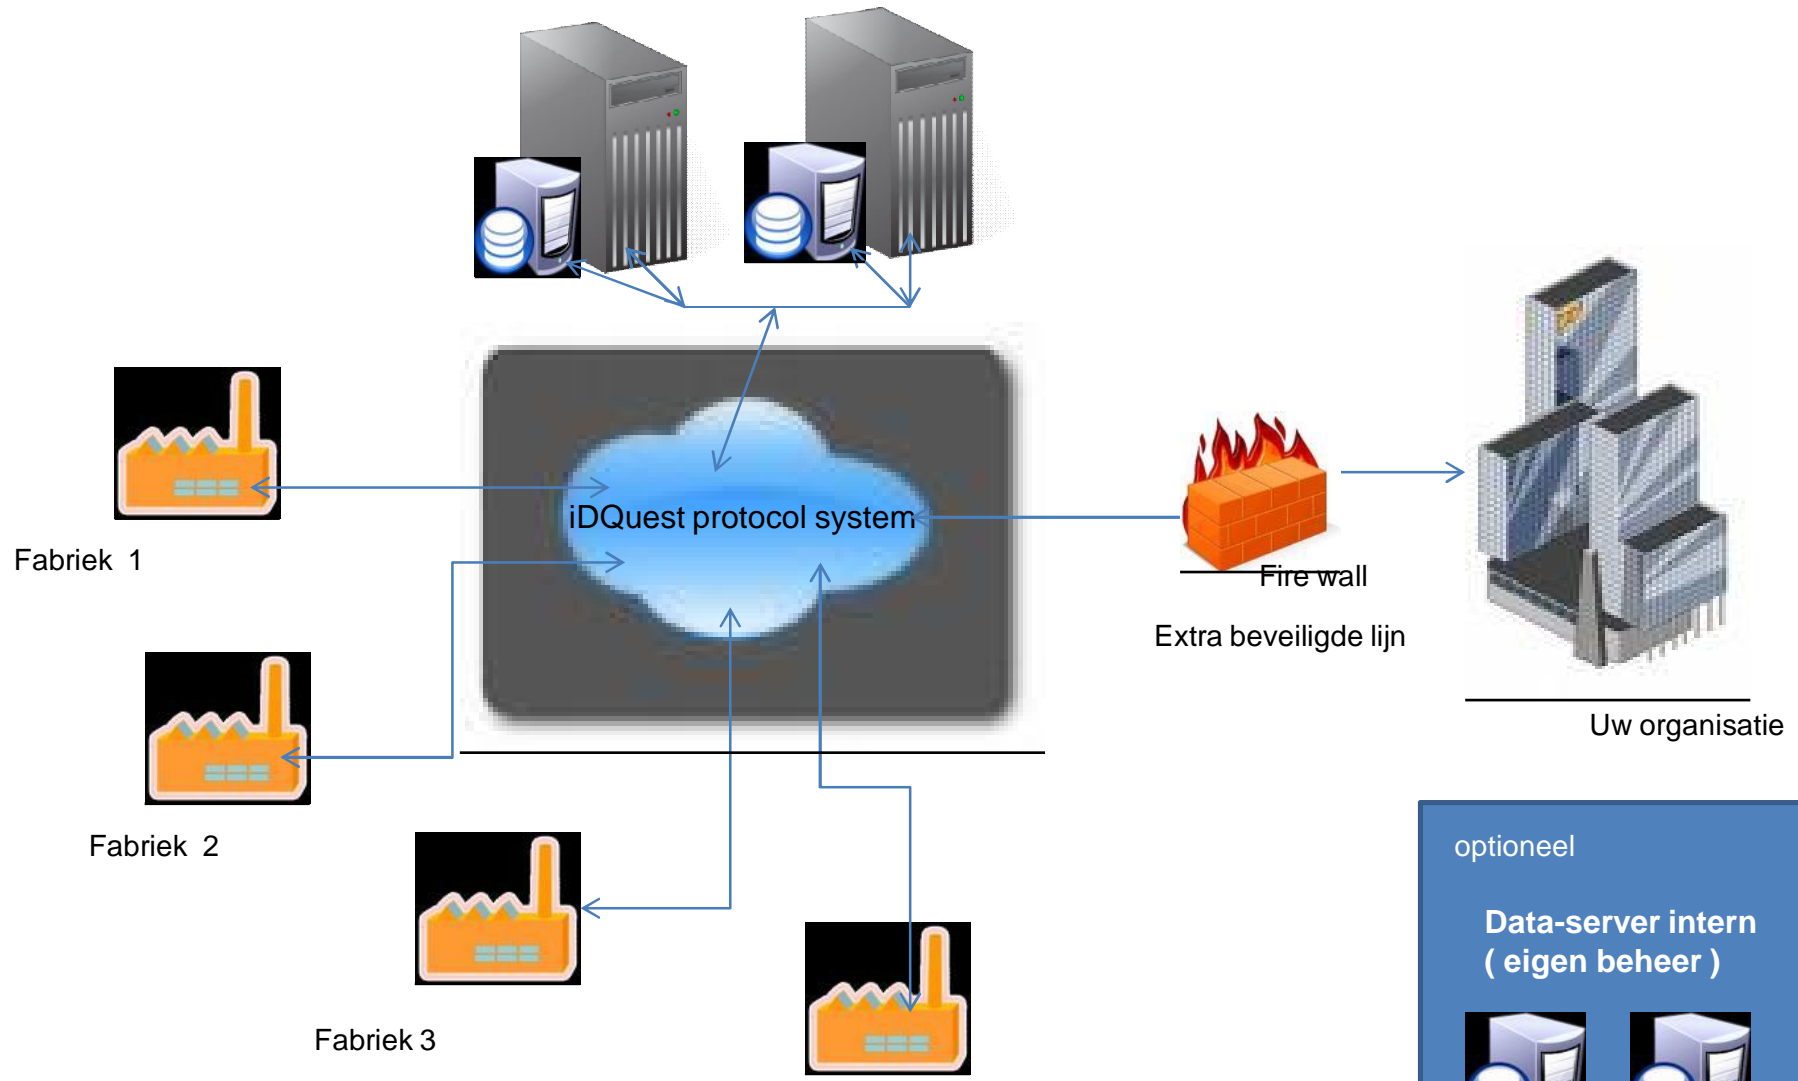 iDQuest protocol system
Fabriek 1
Fire wall
Extra beveiligde lijn
Uw organisatie
Fabriek 2
optioneel
Data-server intern
( eigen beheer )
Fabriek 3